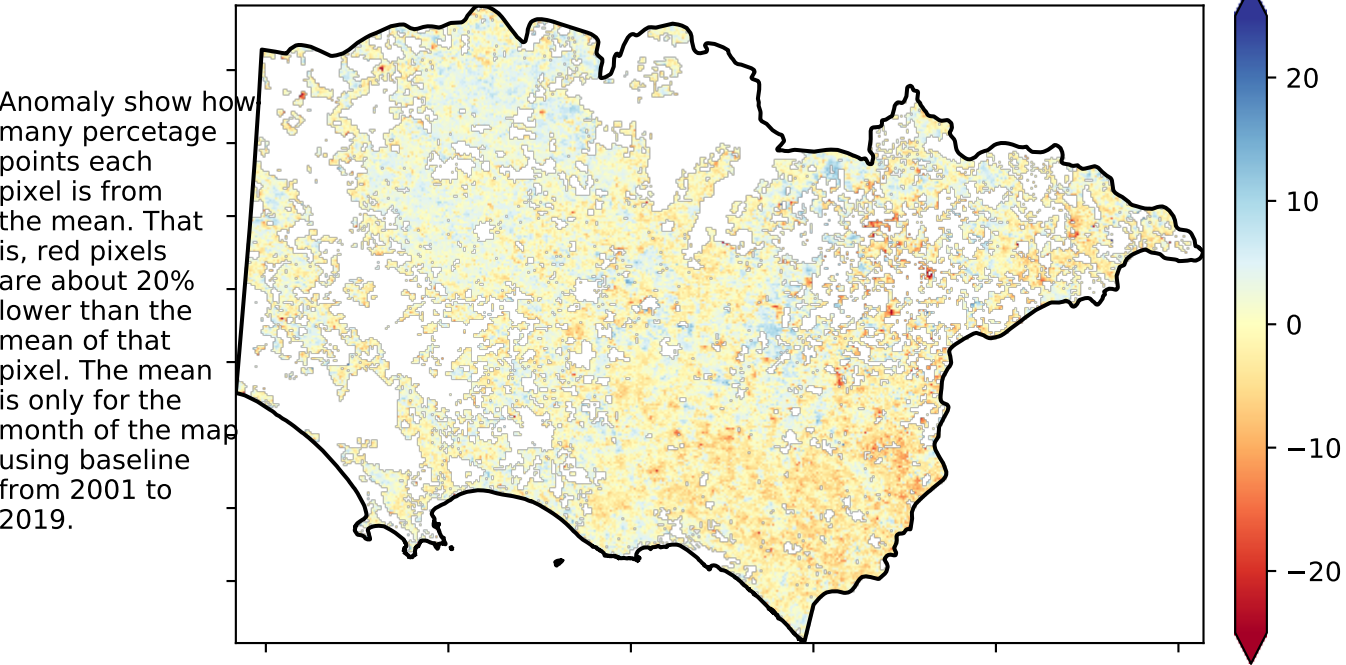 Anomaly show how
many percetage
points each
pixel is from
the mean. That
is, red pixels
are about 20%
lower than the
mean of that
pixel. The mean
is only for the
month of the map
using baseline
from 2001 to
2019.
20
10
0
−10
−20